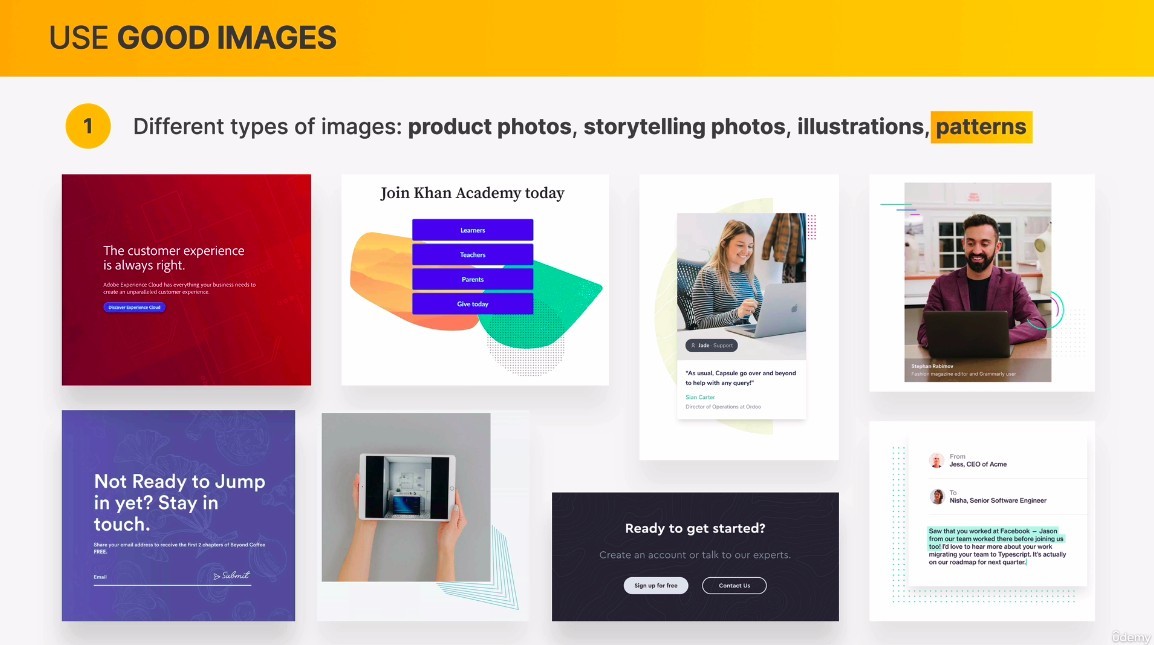 USE GOOD IMAGES
1
Different types of images: product photos, storytelling photos, illustrations, patterns
The customer experience
is always right.
Adobe Experience Cloud has everything your business needs to
create an unparalleled customer experience.
Discover Experience Cloud
Join Khan Academy today
Learners
Teachers
Parents
Give today
Jade · Support
"As usual, Capsule go over and beyond
to help with any query!"
Sian Carter
Director of Operations at Ordoo
Stephan Rabimov
Fashion magazine editor and Grammarly user
Not Ready to Jump
in yet? Stay in
touch.
Share your email address to receive the first 2 chapters of Beyond Coffee
FREE.
Email
Submit
Ready to get started?
Create an account or talk to our experts.
Sign up for free
Contact Us
From
Jess, CEO of Acme
To
Nisha, Senior Software Engineer
Saw that you worked at Facebook – Jason
from our team worked there before joining us
too! I'd love to hear more about your work
migrating your team to Typescript. It's actually
on our roadmap for next quarter.
ûdemy